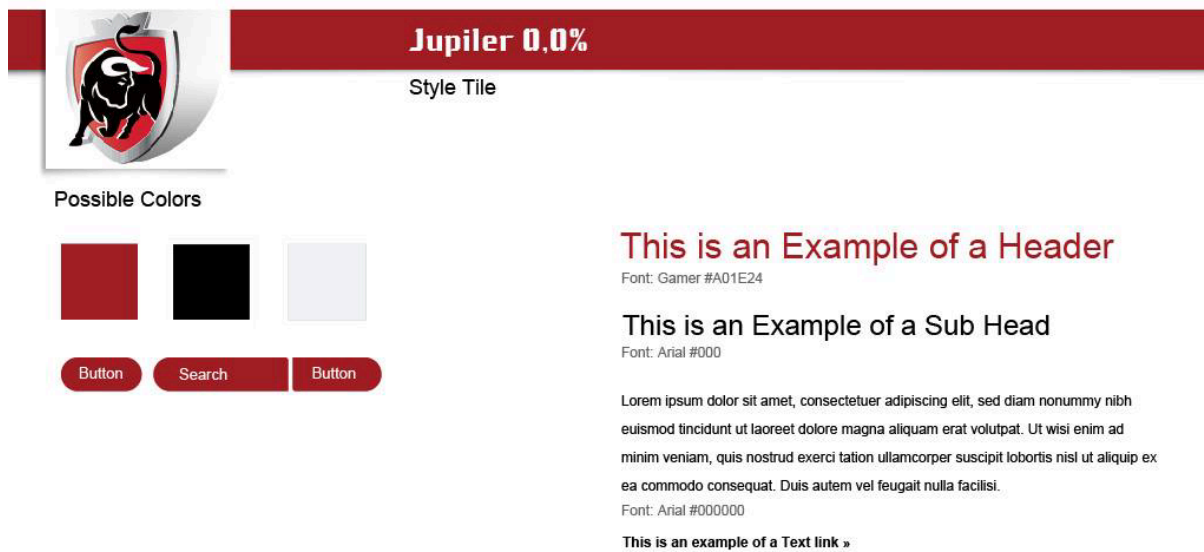 Jupiler 0,0%
Style Tile
Possible Colors
Button
Search
Button
This is an Example of a Header
Font: Gamer #A01E24
This is an Example of a Sub Head
Font: Arial #000
Lorem ipsum dolor sit amet, consectetuer adipiscing elit, sed diam nonummy nibh
euismod tincidunt ut laoreet dolore magna aliquam erat volutpat. Ut wisi enim ad
minim veniam, quis nostrud exerci tation ullamcorper suscipit lobortis nisl ut aliquip ex
ea commodo consequat. Duis autem vel feugait nulla facilisi.
Font: Arial #000000
This is an example of a Text link »